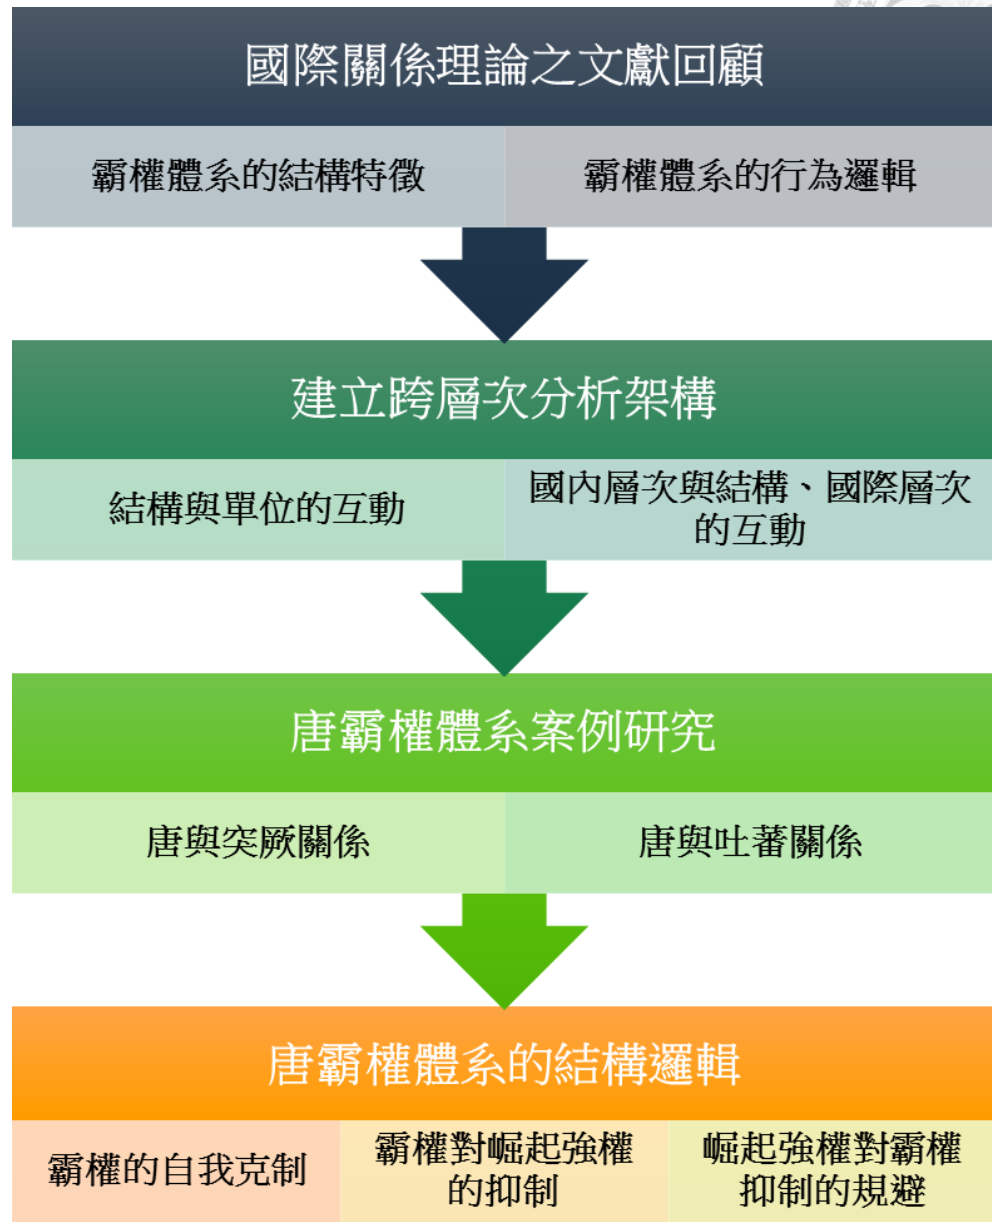 國際關係理論之文獻回顧
霸權體系的結構特徵
霸權體系的行為邏輯
建立跨層次分析架構
結構與單位的互動
國內層次與結構、國際層次
的互動
唐霸權體系案例研究
唐與突厥關係
唐與吐蕃關係
唐霸權體系的結構邏輯
霸權的自我克制
霸權對崛起強權
的抑制
崛起強權對霸權
抑制的規避